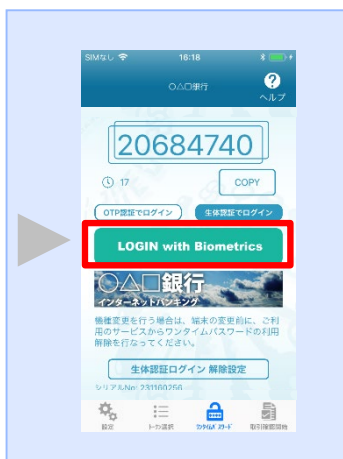 SIMなし 16:18
○△□銀行
?
ヘルプ
20684740
17 COPY
OTP認証でログイン 生体認証でログイン
LOGIN with Biometrics
○△□銀行
インターネットバンキング
機種変更を行う場合は、端末の変更前に、ご利
用のサービスからワンタイムパスワードの利用
解除を行なってください。
生体認証ログイン 解除設定
シリアルNo: 231100256
設定 トークン選択 ワンタイム パスワード 取引確認開始